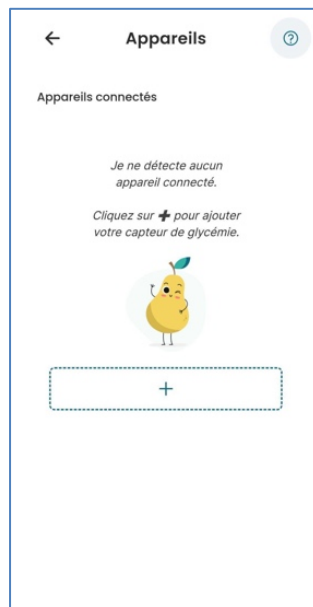 Appareils
Appareils connectés
Je ne détecte aucun
appareil connecté.
Cliquez sur + pour ajouter
votre capteur de glycémie.
+